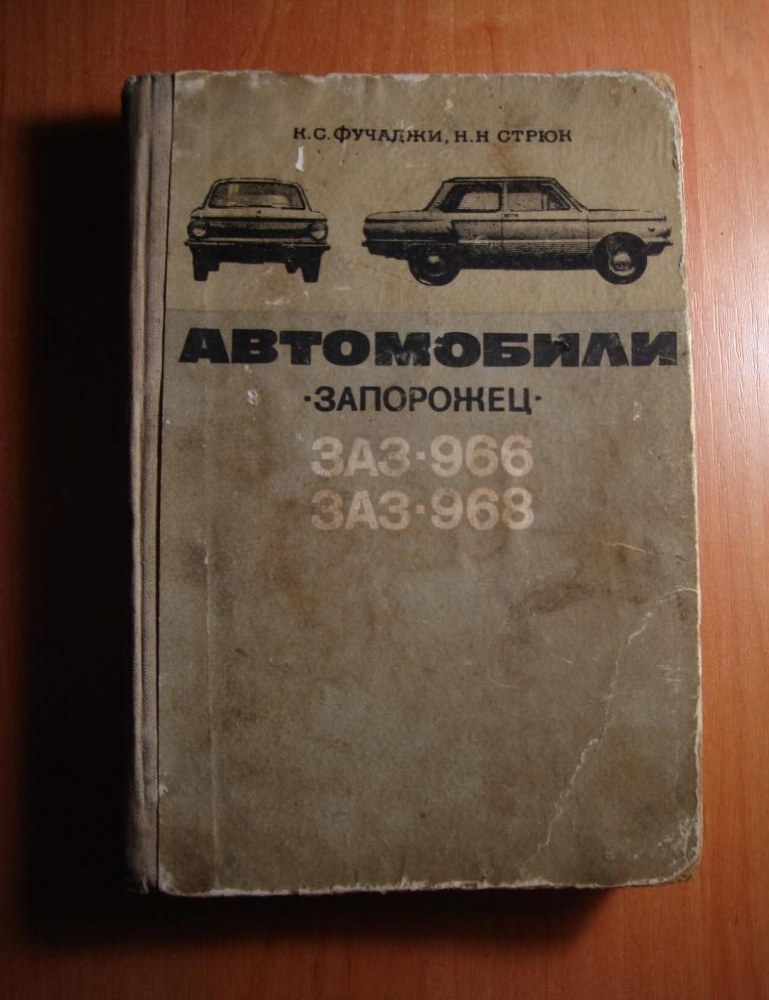 К.С. ФУЧАДЖИ, Н.Н СТРЮК
АВТОМОБИЛИ
·ЗАПОРОЖЕЦ·
ЗАЗ·966
ЗАЗ·968